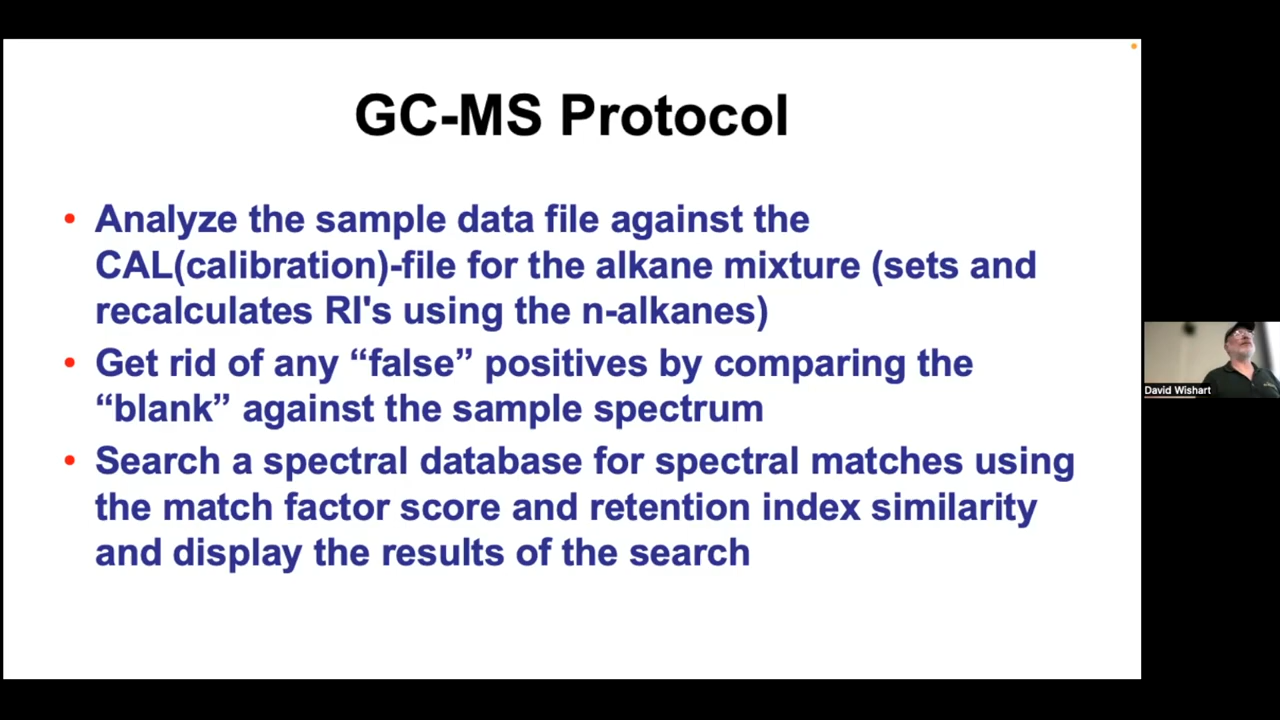 GC-MS Protocol
• Analyze the sample data file against the
CAL(calibration)-file for the alkane mixture (sets and
recalculates RI's using the n-alkanes)
• Get rid of any “false” positives by comparing the
“blank” against the sample spectrum
• Search a spectral database for spectral matches using
the match factor score and retention index similarity
and display the results of the search
David Wishart